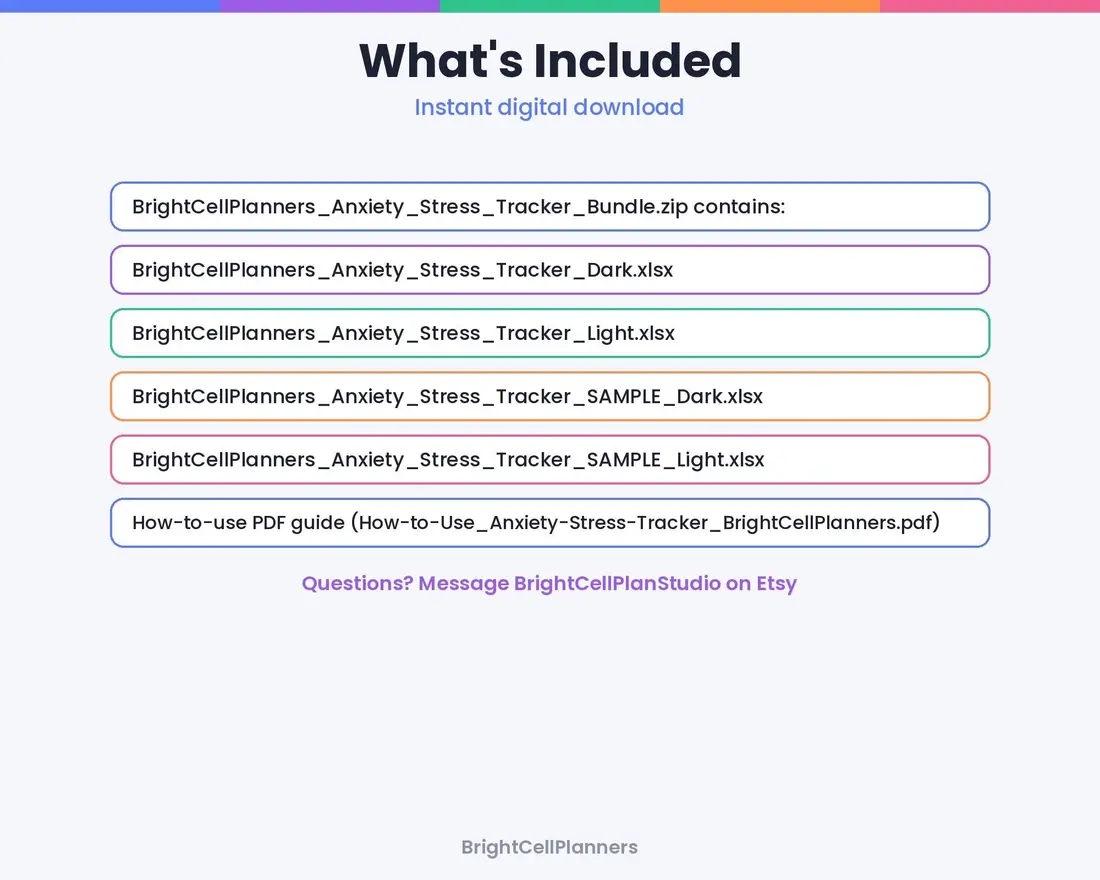 What's Included
Instant digital download
BrightCellPlanners_Anxiety_Stress_Tracker_Bundle.zip contains:
BrightCellPlanners_Anxiety_Stress_Tracker_Dark.xlsx
BrightCellPlanners_Anxiety_Stress_Tracker_Light.xlsx
BrightCellPlanners_Anxiety_Stress_Tracker_SAMPLE_Dark.xlsx
BrightCellPlanners_Anxiety_Stress_Tracker_SAMPLE_Light.xlsx
How-to-use PDF guide (How-to-Use_Anxiety-Stress-Tracker_BrightCellPlanners.pdf)
Questions? Message BrightCellPlanStudio on Etsy
BrightCellPlanners